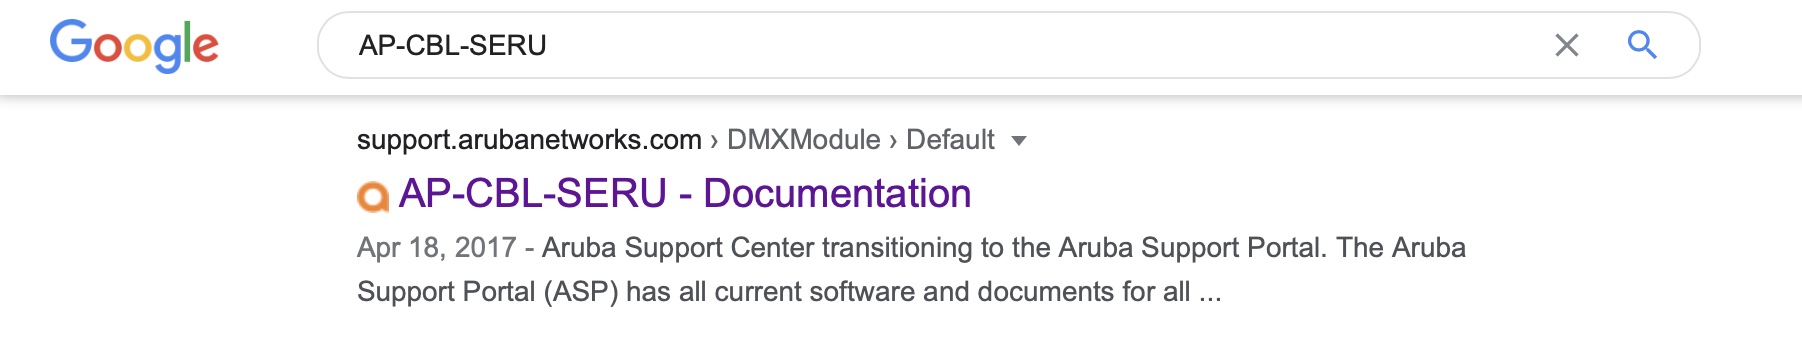 Google
AP-CBL-SERU
support.arubanetworks.com › DMXModule › Default
AP-CBL-SERU - Documentation
Apr 18, 2017 - Aruba Support Center transitioning to the Aruba Support Portal. The Aruba
Support Portal (ASP) has all current software and documents for all ...